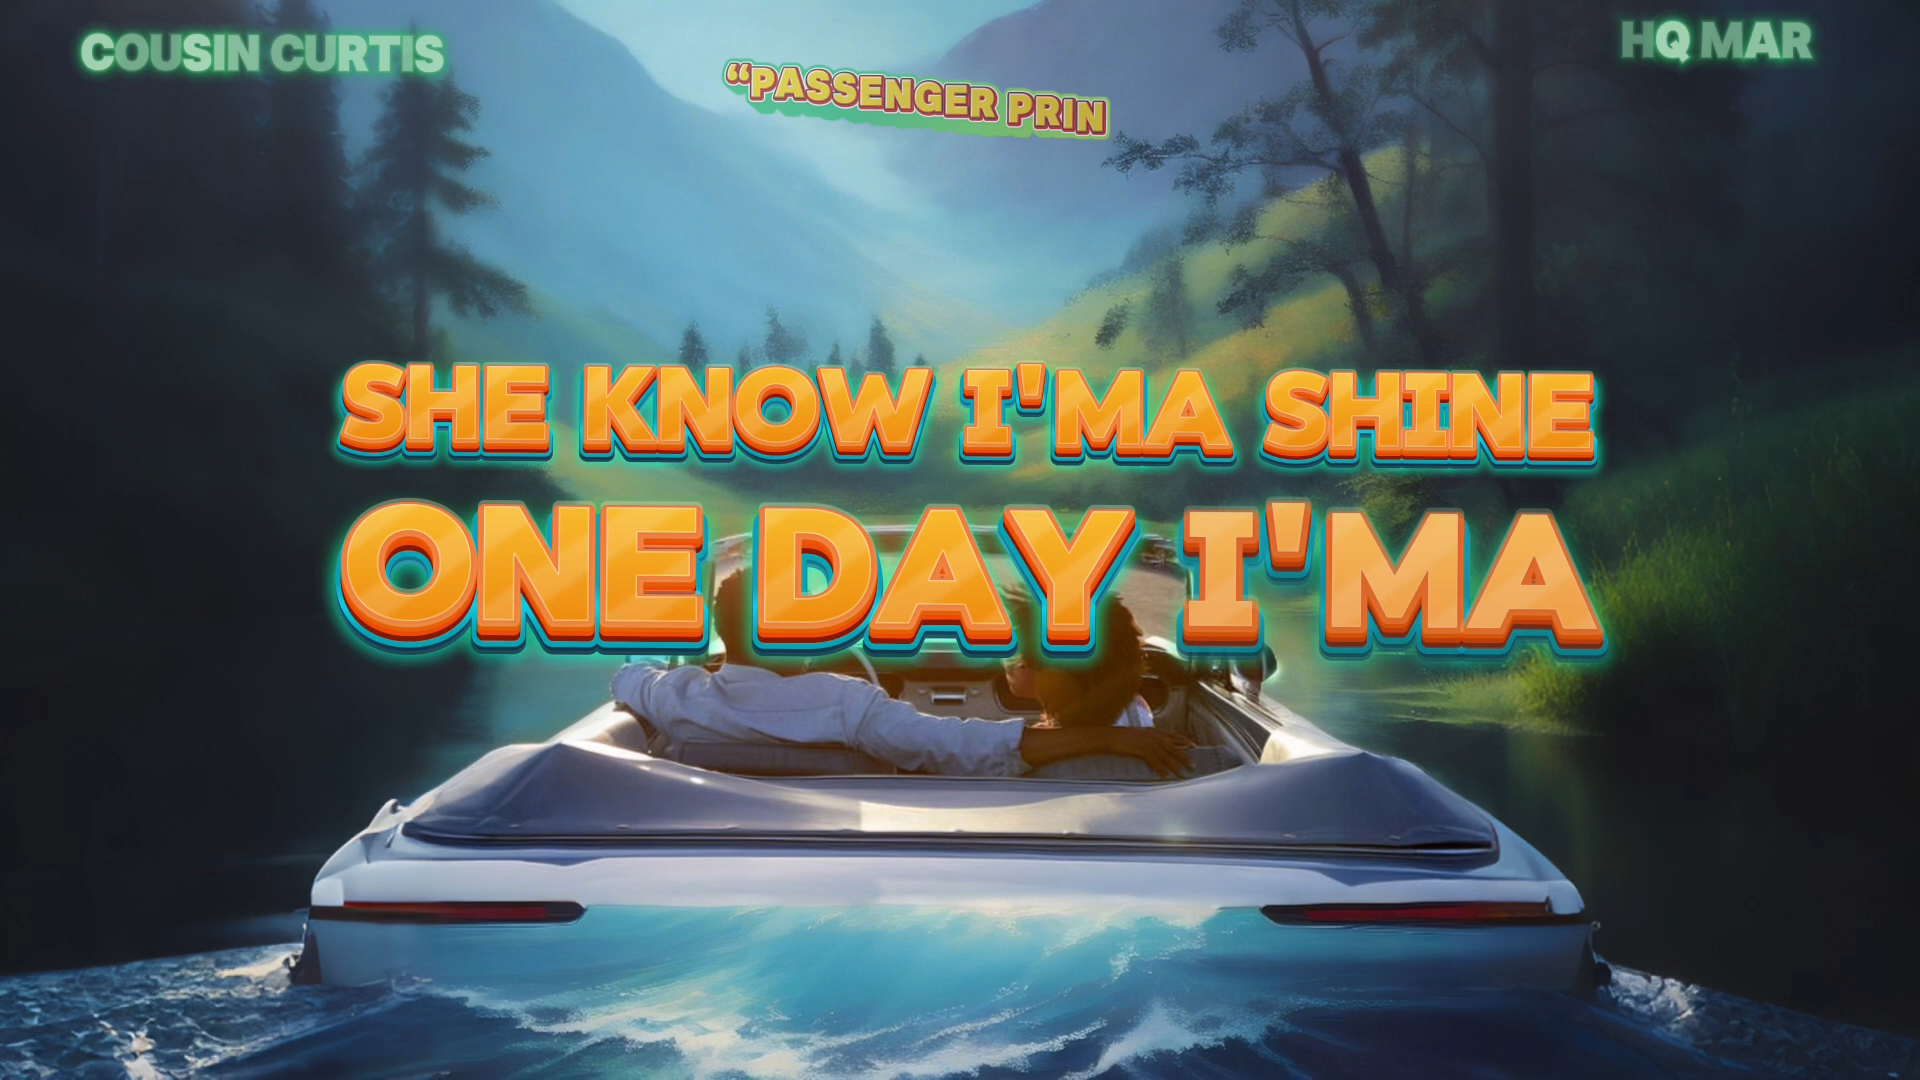 COUSIN CURTIS
HQ MAR
“PASSENGER PRIN
SHE KNOW I'MA SHINE
ONE DAY I'MA